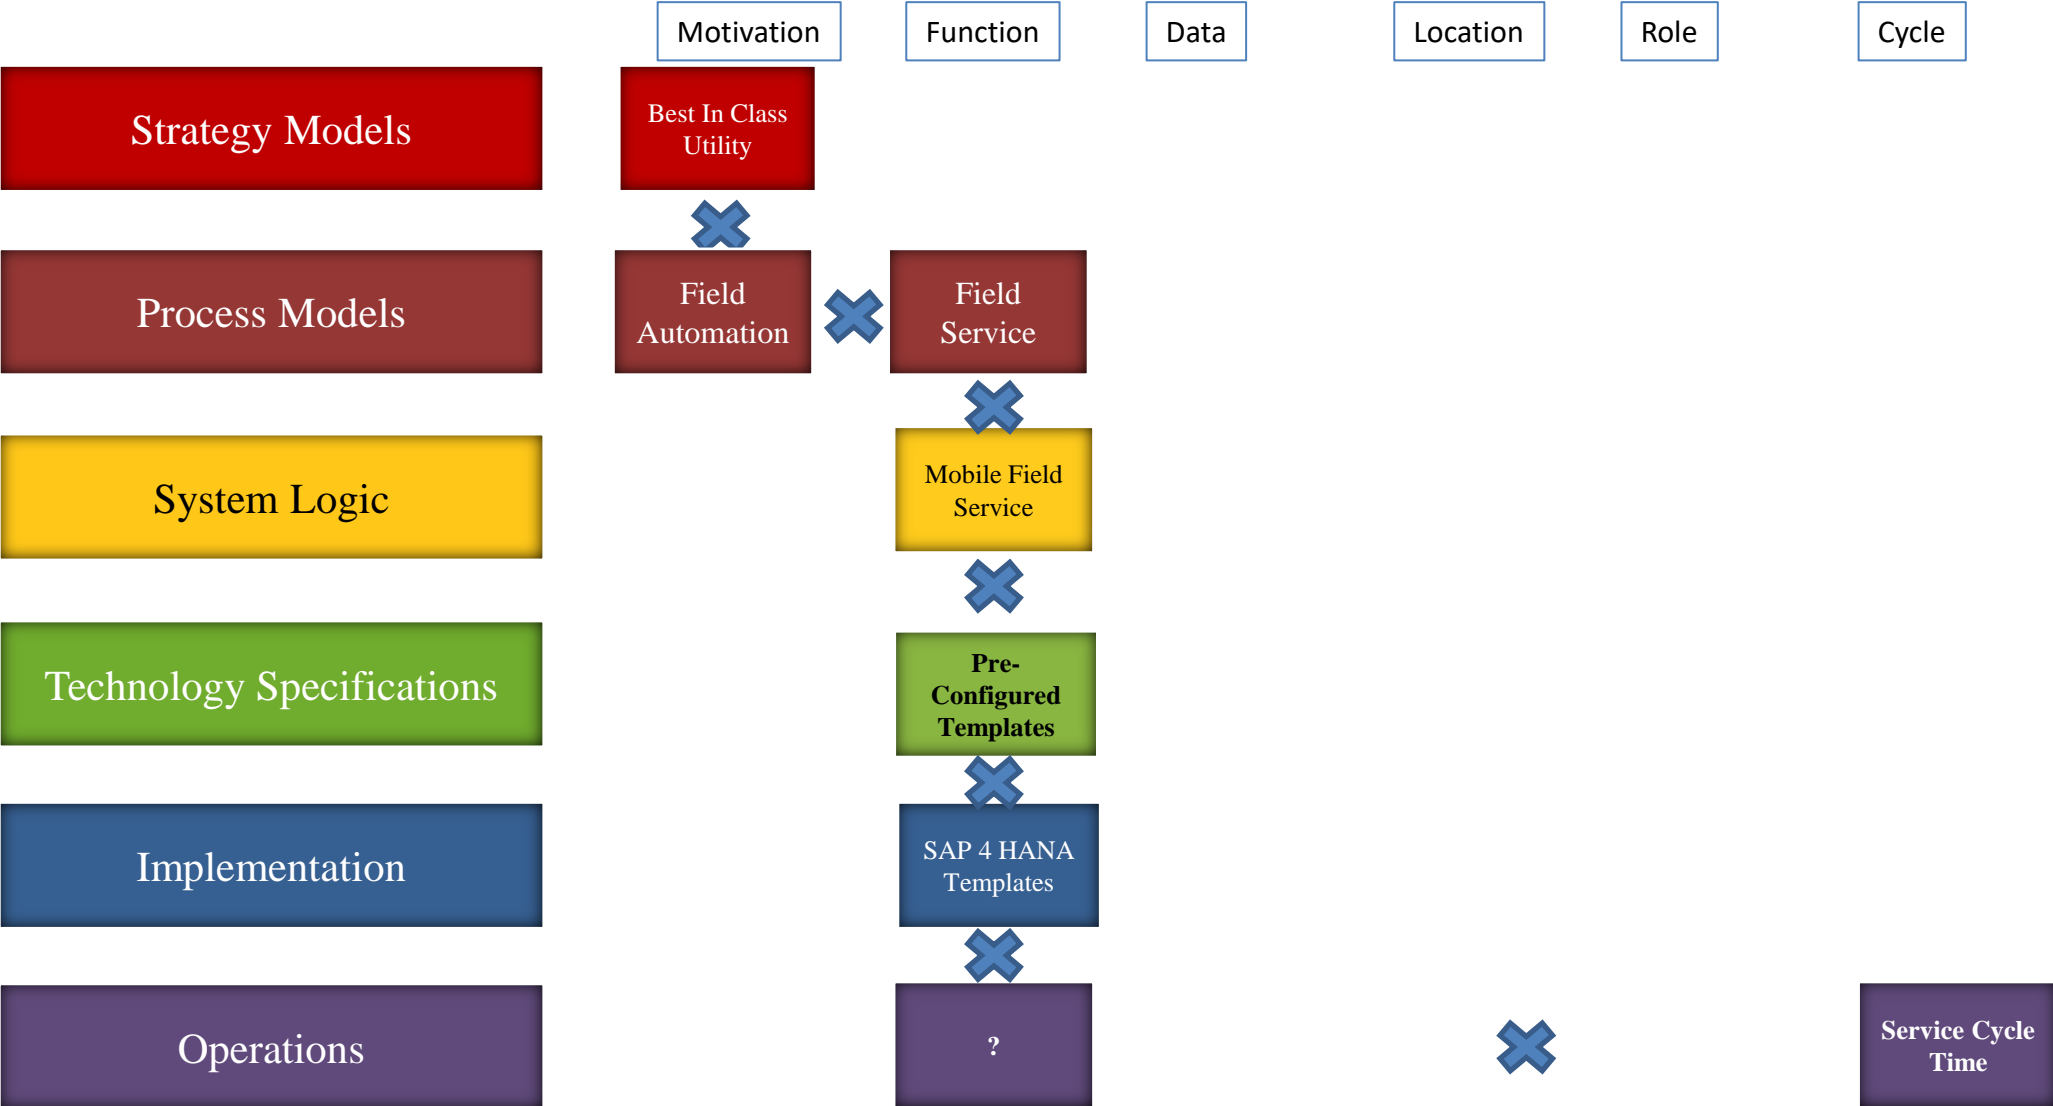 Motivation
Function
Data
Location
Role
Cycle
Strategy Models
Best In Class
Utility
Process Models
Field
Automation
Field
Service
System Logic
Mobile Field
Service
Technology Specifications
Pre-
Configured
Templates
Implementation
SAP 4 HANA
Templates
Operations
?
Service Cycle
Time